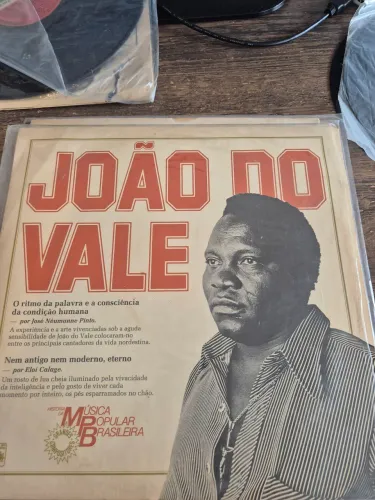 JOÃO DO
VALE
O ritmo da palavra e a consciência
da condição humana
— por José Nêumanne Pinto.
A experiência e a arte vivenciadas sob a aguda
sensibilidade de João do Vale colocaram-no
entre os principais cantadores da vida nordestina.
Nem antigo nem moderno, eterno
— por Eloí Calage.
Um rosto de lua cheia iluminado pela vivacidade
da inteligência e pelo gosto de viver cada
momento por inteiro, os pés esparramados no chão.
MÚSICA
POPULAR
BRASILEIRA